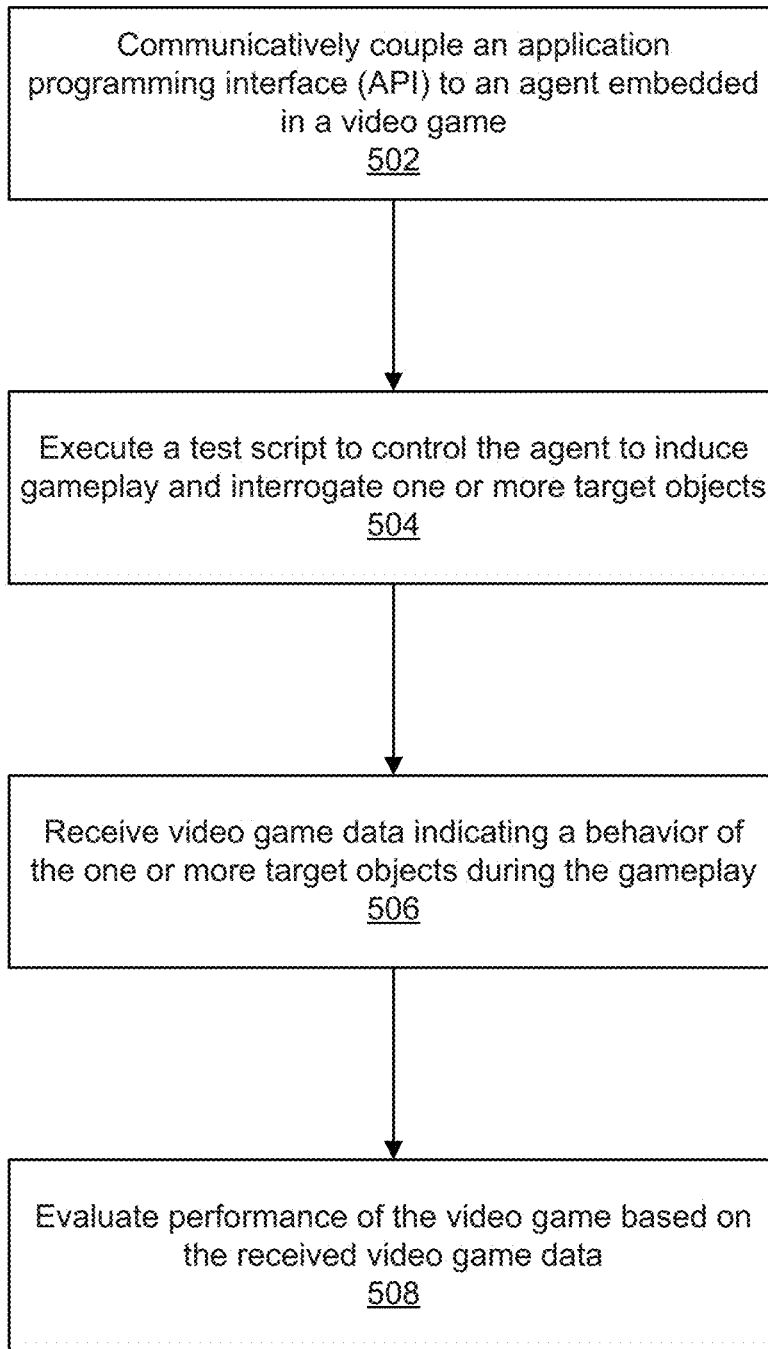 Communicatively couple an application
programming interface (API) to an agent embedded
in a video game
502
Execute a test script to control the agent to induce
gameplay and interrogate one or more target objects
504
Receive video game data indicating a behavior of
the one or more target objects during the gameplay
506
Evaluate performance of the video game based on
the received video game data
508